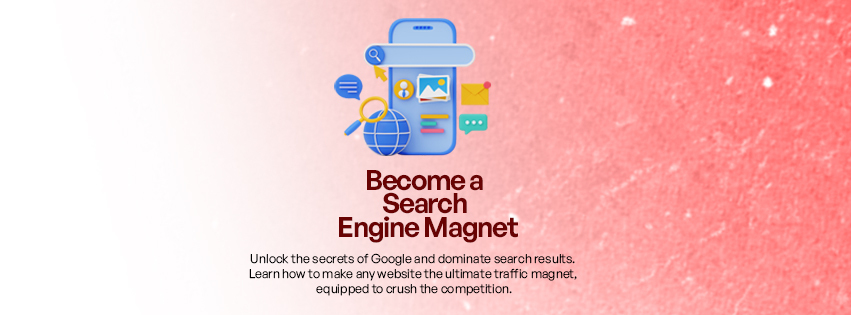 Become a
Search
Engine Magnet
Unlock the secrets of Google and dominate search results.
Learn how to make any website the ultimate traffic magnet,
equipped to crush the competition.